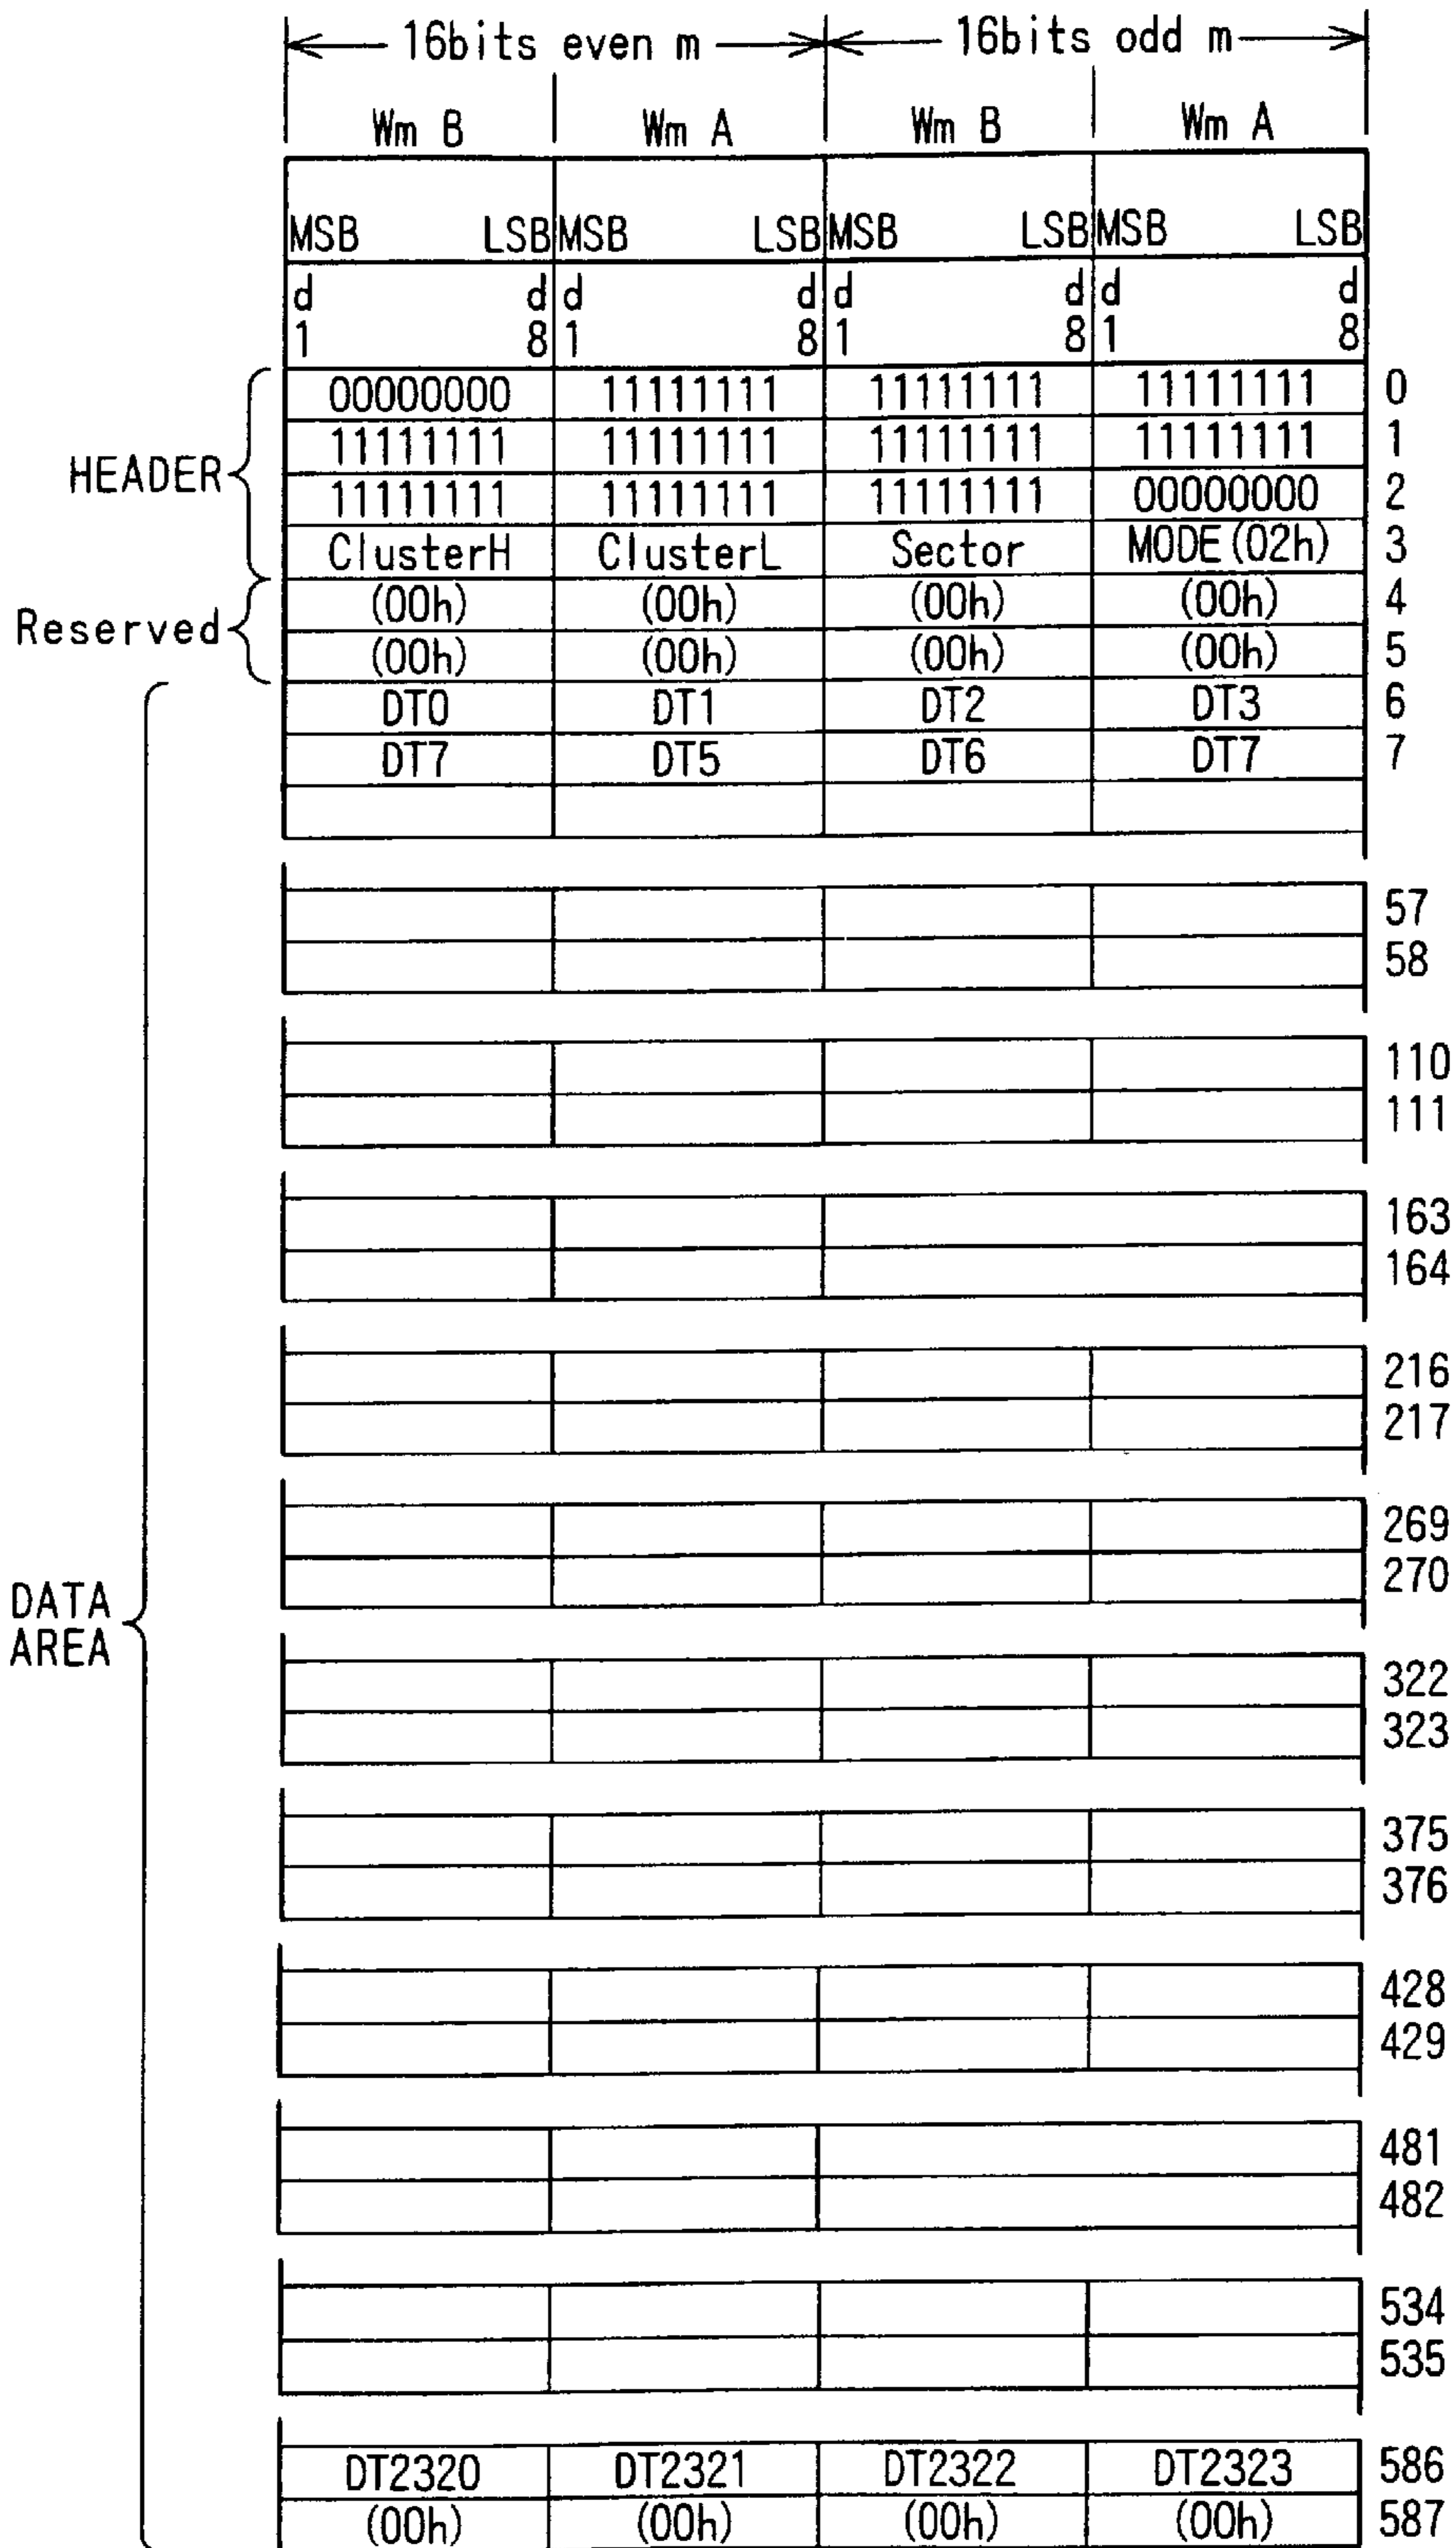 16bits even m 16bits odd m
Wm B Wm A Wm B Wm A
MSB LSB MSB LSB MSB LSB MSB LSB
d d d d d d d d
1 8 1 8 1 8 1 8
00000000 11111111 11111111 11111111 0
11111111 11111111 11111111 11111111 1
HEADER
11111111 11111111 11111111 00000000 2
ClusterH ClusterL Sector MODE(02h) 3
(00h) (00h) (00h) (00h) 4
Reserved
(00h) (00h) (00h) (00h) 5
DT0 DT1 DT2 DT3 6
DT7 DT5 DT6 DT7 7
57
58
110
111
163
164
216
217
269
270
DATA
AREA
322
323
375
376
428
429
481
482
534
535
DT2320 DT2321 DT2322 DT2323 586
(00h) (00h) (00h) (00h) 587